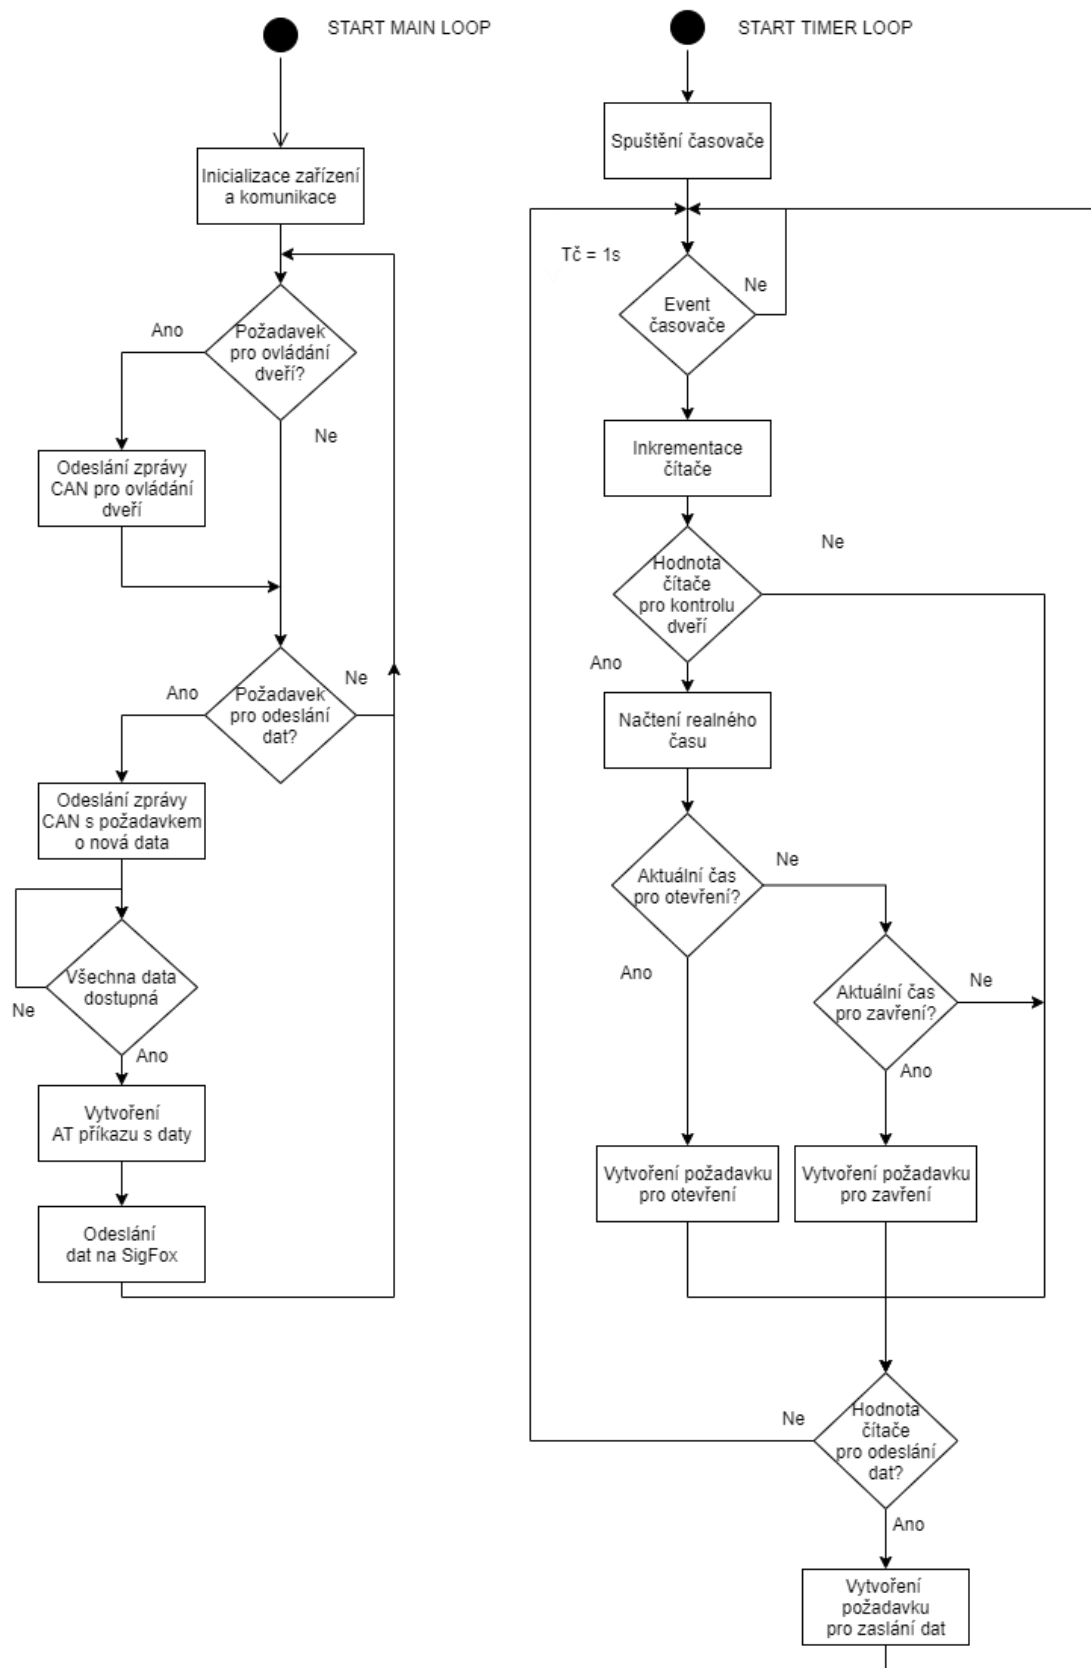 START MAIN LOOP
Inicializace zařízení
a komunikace
Požadavek
pro ovládání
dveří?
Ano
Ne
Odeslání zprávy
CAN pro ovládání
dveří
Požadavek
pro odeslání
dat?
Ano
Ne
Odeslání zprávy
CAN s požadavkem
o nová data
Všechna data
dostupná
Ne
Ano
Vytvoření
AT příkazu s daty
Odeslání
dat na SigFox
START TIMER LOOP
Spuštění časovače
Tč = 1s
Event
časovače
Ne
Inkrementace
čítače
Hodnota
čítače
pro kontrolu
dveří
Ne
Ano
Načtení realného
času
Aktuální čas
pro otevření?
Ne
Ano
Aktuální čas
pro zavření?
Ne
Ano
Vytvoření požadavku
pro otevření
Vytvoření požadavku
pro zavření
Hodnota
čítače
pro odeslání
dat?
Ne
Ano
Vytvoření
požadavku
pro zaslání dat